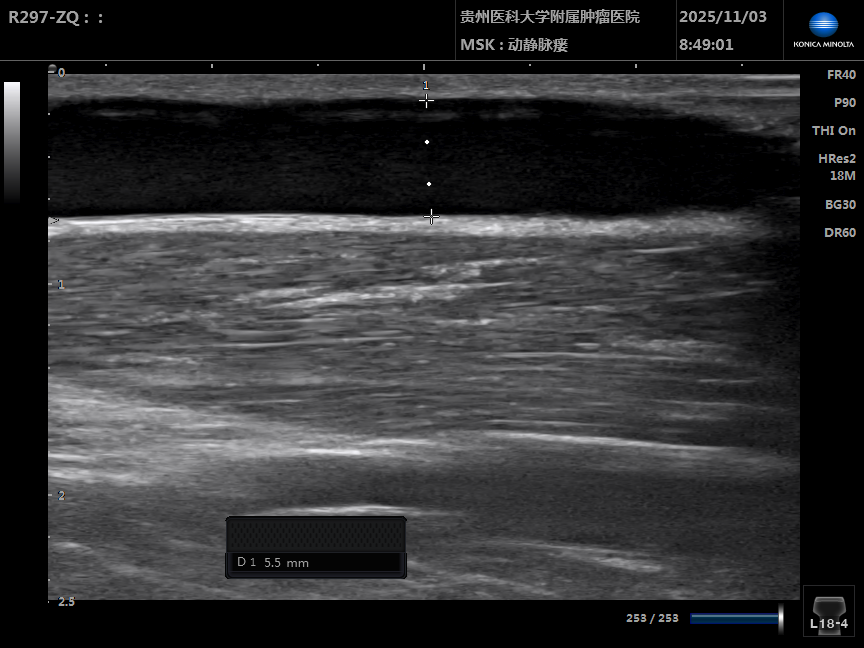 R297-ZQ : :
贵州医科大学附属肿瘤医院
2025/11/03
MSK : 动静脉瘘
8:49:01
KONICA MINOLTA
0
1
FR40
P90
THI On
HRes2
18M
BG30
DR60
1
2
D 1 5.5 mm
2.5
253 / 253
L18-4